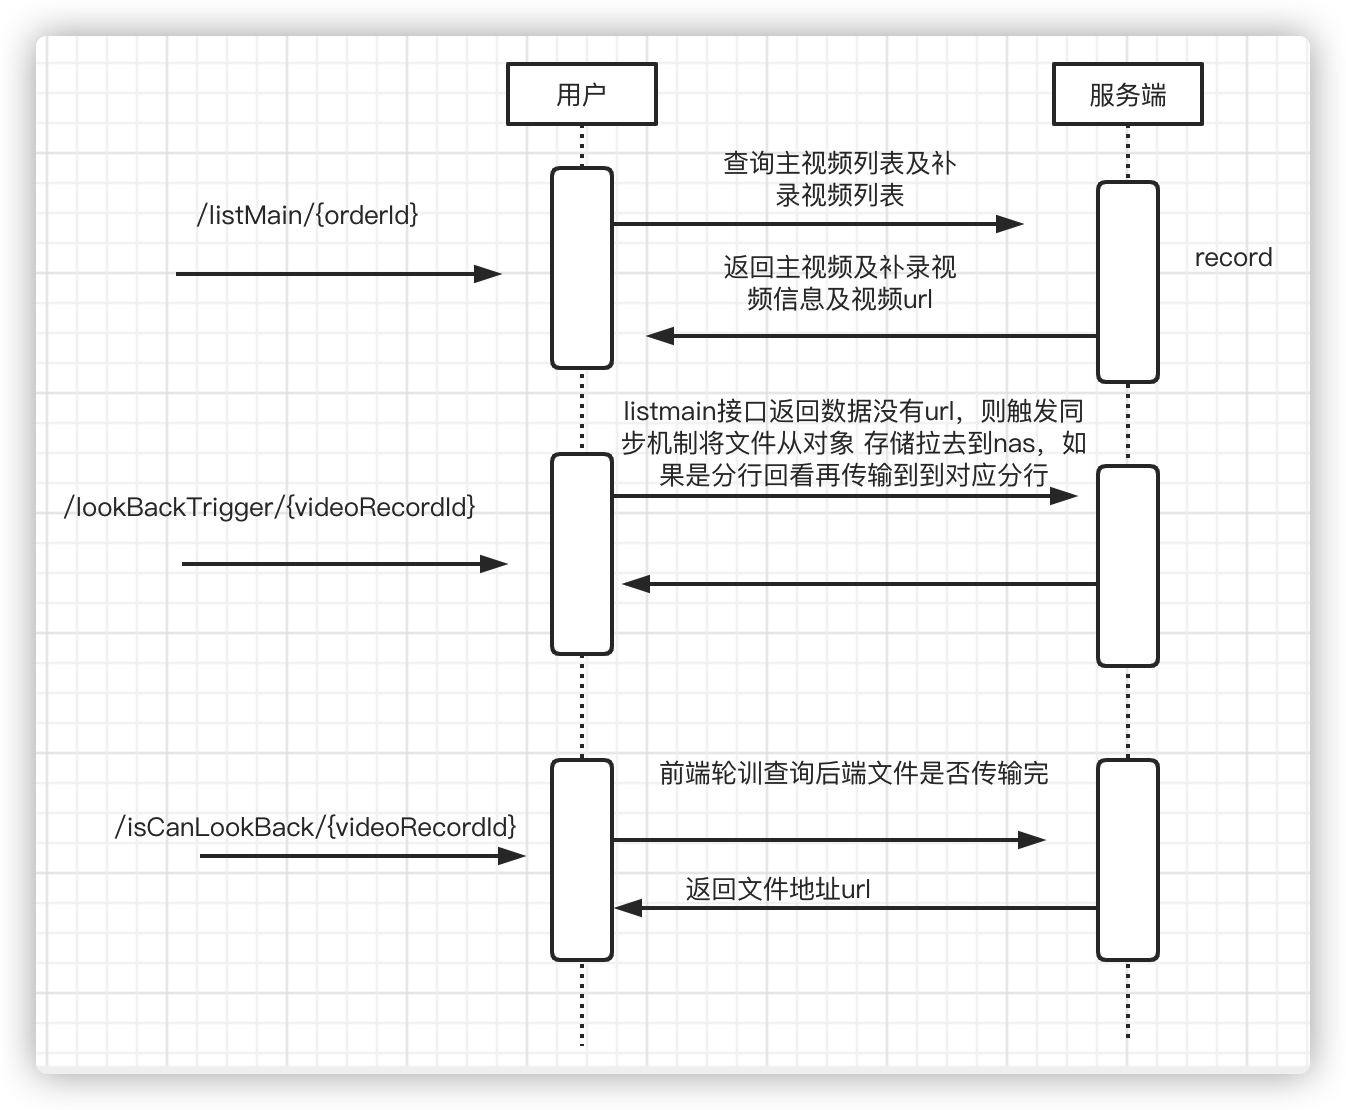 用户
服务端
查询主视频列表及补
录视频列表
/listMain/{orderId}
record
返回主视频及补录视
频信息及视频url
listmain接口返回数据没有url，则触发同
步机制将文件从对象 存储拉去到nas，如
果是分行回看再传输到到对应分行
/lookBackTrigger/{videoRecordId}
前端轮训查询后端文件是否传输完
/isCanLookBack/{videoRecordId}
返回文件地址url